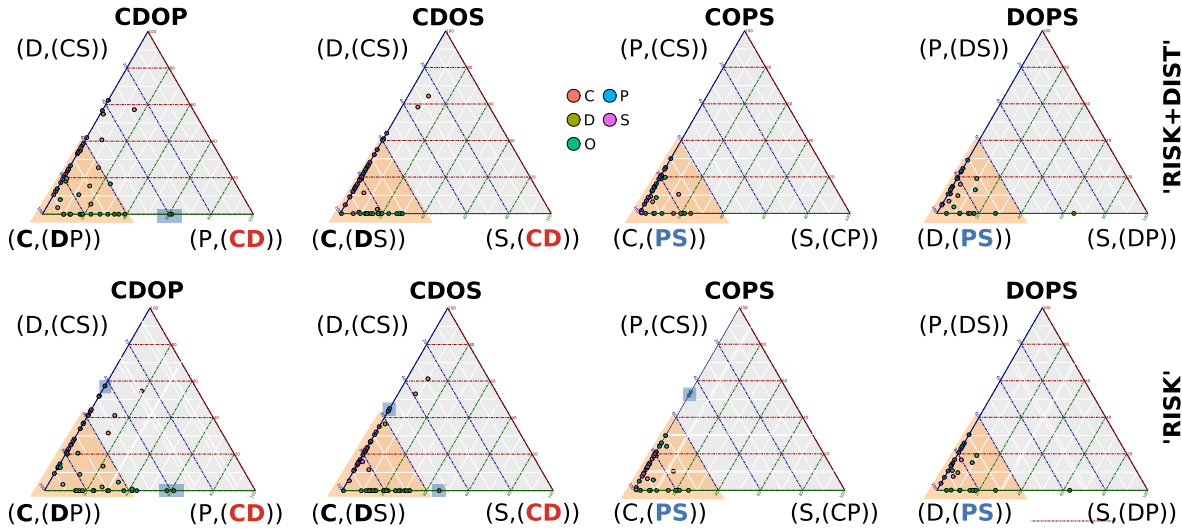 CDOP
CDOS
COPS
DOPS
(D,(CS))
(D,(CS))
(P,(CS))
(P,(DS))
C
P
D
S
O
'RISK+DIST'
(C,(DP))
(P,(CD))
(C,(DS))
(S,(CD))
(C,(PS))
(S,(CP))
(D,(PS))
(S,(DP))
CDOP
CDOS
COPS
DOPS
(D,(CS))
(D,(CS))
(P,(CS))
(P,(DS))
'RISK'
(C,(DP))
(P,(CD))
(C,(DS))
(S,(CD))
(C,(PS))
(S,(CP))
(D,(PS))
(S,(DP))